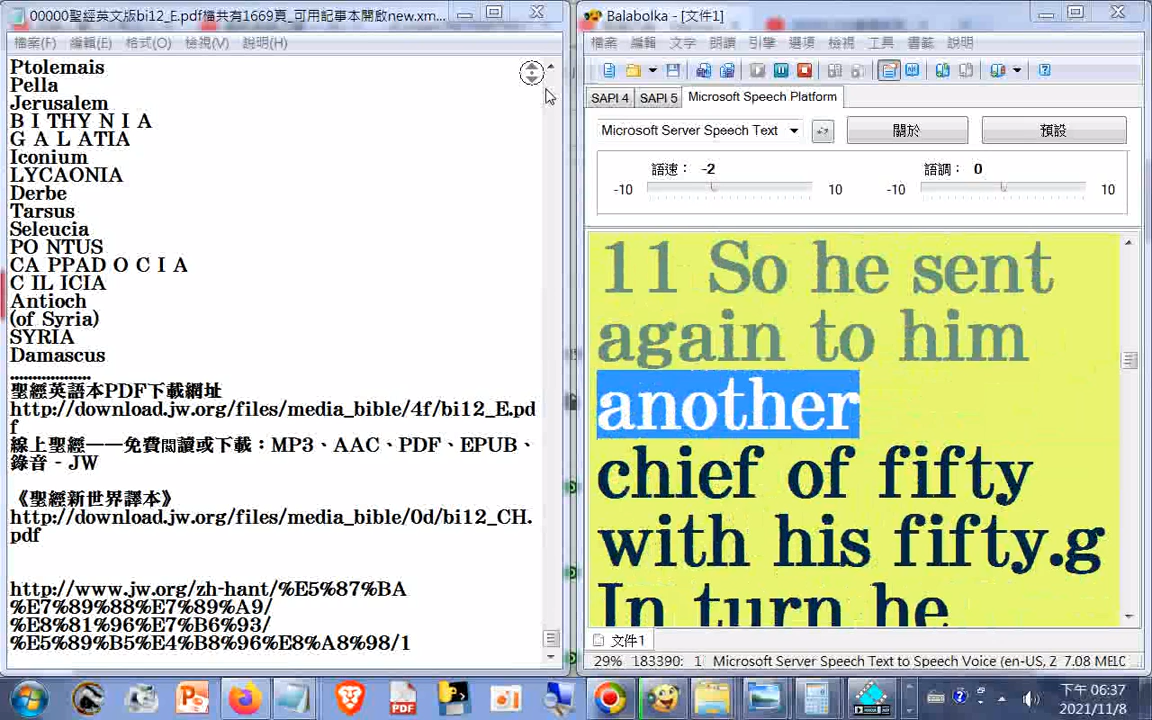 00000聖經英文版bi12_E.pdf檔共有1669頁_可用記事本開啟new.xm...
檔案(F) 編輯(E) 格式(O) 檢視(V) 說明(H)
Ptolemais
Pella
Jerusalem
B I THY N I A
G A L ATIA
Iconium
LYCAONIA
Derbe
Tarsus
Seleucia
PO NTUS
CA PPAD O C I A
C IL ICIA
Antioch
(of Syria)
SYRIA
Damascus
..................
聖經英語本PDF下載網址
http://download.jw.org/files/media_bible/4f/bi12_E.pd
f
線上聖經——免費閱讀或下載：MP3、AAC、PDF、EPUB、
錄音 - JW
《聖經新世界譯本》
http://download.jw.org/files/media_bible/0d/bi12_CH.
pdf
http://www.jw.org/zh-hant/%E5%87%BA
%E7%89%88%E7%89%A9/
%E8%81%96%E7%B6%93/
%E5%89%B5%E4%B8%96%E8%A8%98/1
Balabolka - [文件1]
檔案 編輯 文字 朗讀 引擎 選項 檢視 工具 書籤 說明
SAPI 4 SAPI 5 Microsoft Speech Platform
Microsoft Server Speech Text 關於 預設
語速： -2 語調： 0
-10 10 -10 10
11 So he sent
again to him
another
chief of fifty
with his fifty.g
In turn he
文件1
29% 183390: 1 Microsoft Server Speech Text to Speech Voice (en-US, Z 7.08 MELC
PDF
下午 06:37
2021/11/8